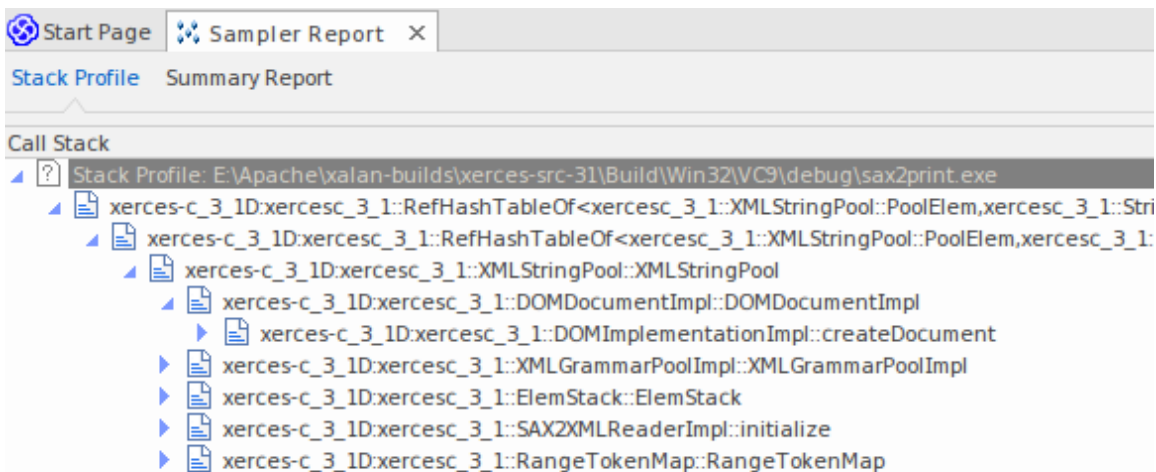 Start Page Sampler Report ×
Stack Profile Summary Report
Call Stack
? Stack Profile: E:\Apache\xalan-builds\xerces-src-31\Build\Win32\VC9\debug\sax2print.exe
xerces-c_3_1D:xercesc_3_1::RefHashTableOf<xercesc_3_1::XMLStringPool::PoolElem,xercesc_3_1::Stri
xerces-c_3_1D:xercesc_3_1::RefHashTableOf<xercesc_3_1::XMLStringPool::PoolElem,xercesc_3_1:
xerces-c_3_1D:xercesc_3_1::XMLStringPool::XMLStringPool
xerces-c_3_1D:xercesc_3_1::DOMDocumentImpl::DOMDocumentImpl
xerces-c_3_1D:xercesc_3_1::DOMImplementationImpl::createDocument
xerces-c_3_1D:xercesc_3_1::XMLGrammarPoolImpl::XMLGrammarPoolImpl
xerces-c_3_1D:xercesc_3_1::ElemStack::ElemStack
xerces-c_3_1D:xercesc_3_1::SAX2XMLReaderImpl::initialize
xerces-c_3_1D:xercesc_3_1::RangeTokenMap::RangeTokenMap